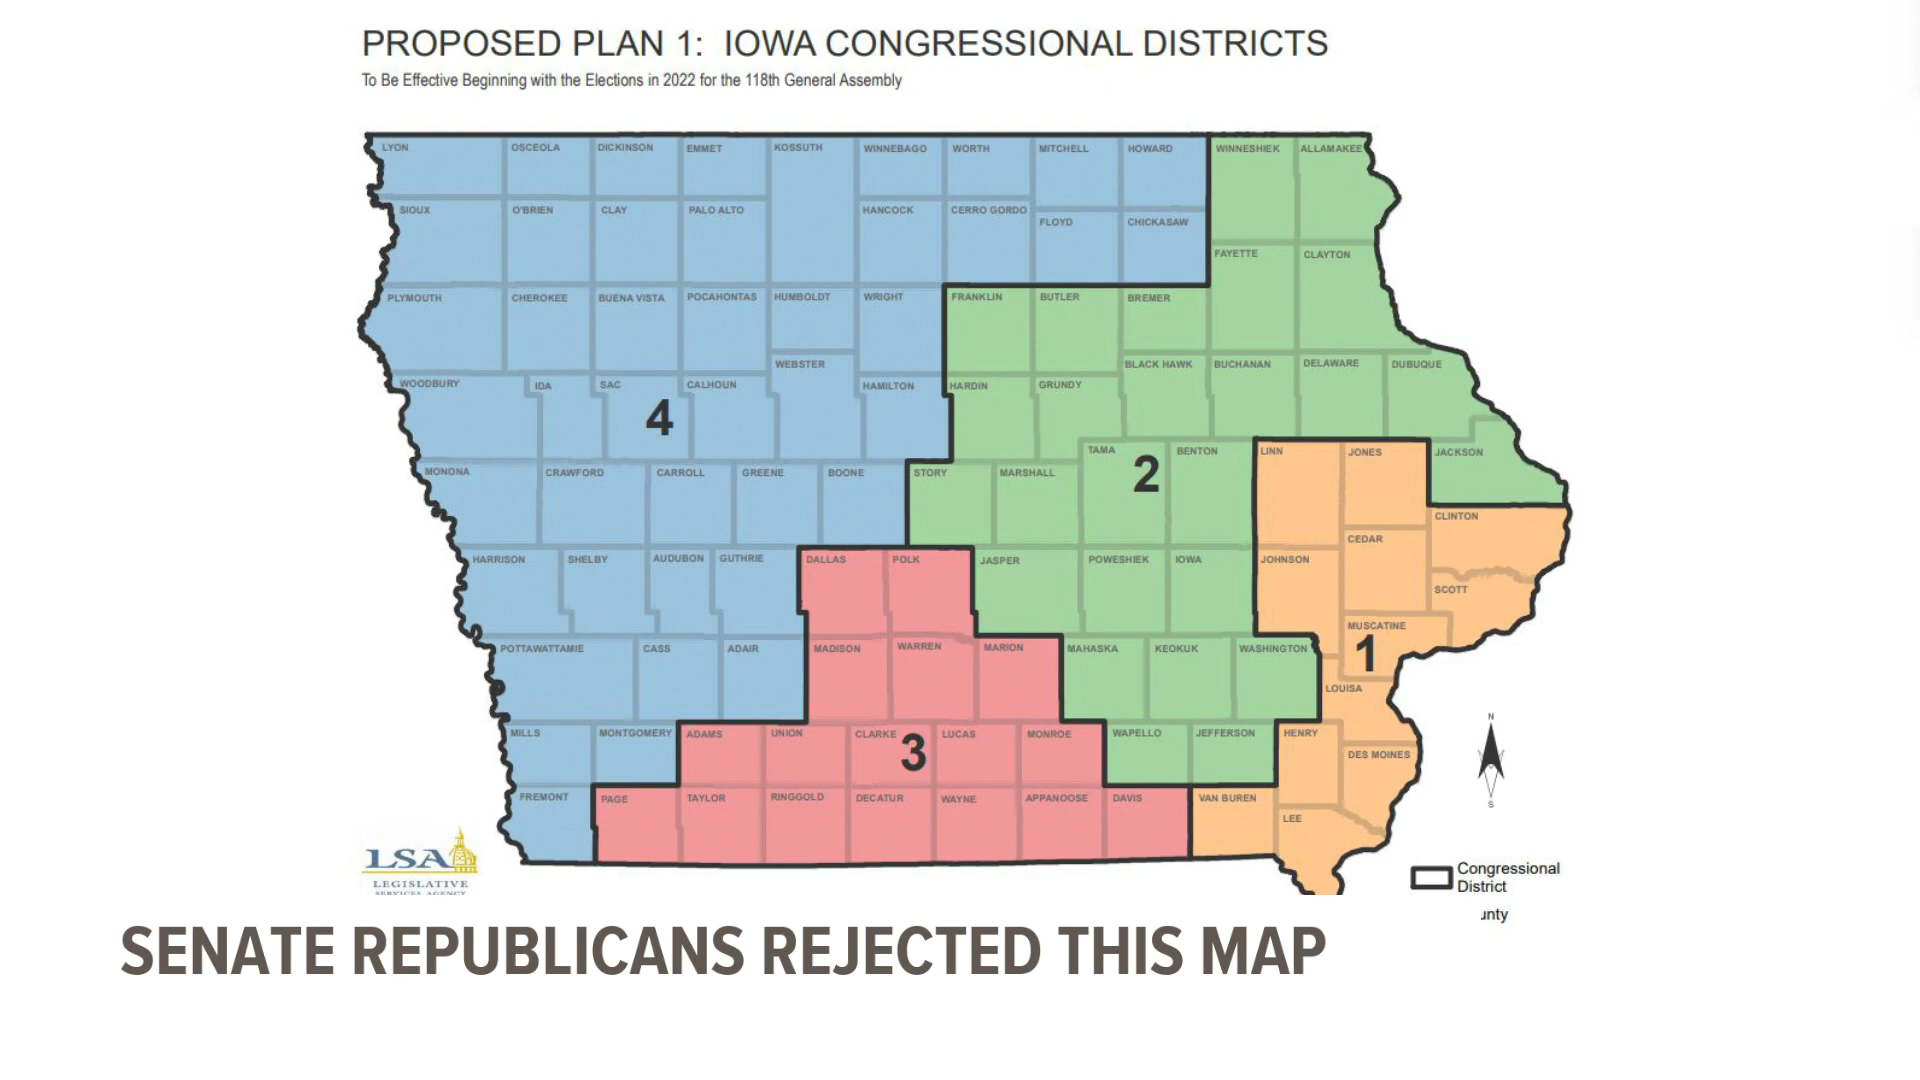 PROPOSED PLAN 1: IOWA CONGRESSIONAL DISTRICTS
To Be Effective Beginning with the Elections in 2022 for the 118th General Assembly
LYON OSCEOLA DICKINSON EMMET KOSSUTH WINNEBAGO WORTH MITCHELL HOWARD WINNESHIEK ALLAMAKEE
SIOUX O'BRIEN CLAY PALO ALTO HANCOCK CERRO GORDO FLOYD CHICKASAW
FAYETTE CLAYTON
PLYMOUTH CHEROKEE BUENA VISTA POCAHONTAS HUMBOLDT WRIGHT FRANKLIN BUTLER BREMER
WEBSTER BLACK HAWK BUCHANAN DELAWARE DUBUQUE
WOODBURY IDA SAC CALHOUN HAMILTON HARDIN GRUNDY
4
TAMA BENTON LINN JONES JACKSON
MONONA CRAWFORD CARROLL GREENE BOONE STORY MARSHALL 2
CLINTON
CEDAR
HARRISON SHELBY AUDUBON GUTHRIE DALLAS POLK JASPER POWESHIEK IOWA JOHNSON
SCOTT
MUSCATINE
POTTAWATTAMIE CASS ADAIR MADISON WARREN MARION MAHASKA KEOKUK WASHINGTON 1
LOUISA
N
MILLS MONTGOMERY ADAMS UNION CLARKE 3 LUCAS MONROE WAPELLO JEFFERSON HENRY
DES MOINES
FREMONT PAGE TAYLOR RINGGOLD DECATUR WAYNE APPANOOSE DAVIS VAN BUREN
S
LEE
LSA
LEGISLATIVE
SERVICES AGENCY
Congressional
District
unty
SENATE REPUBLICANS REJECTED THIS MAP